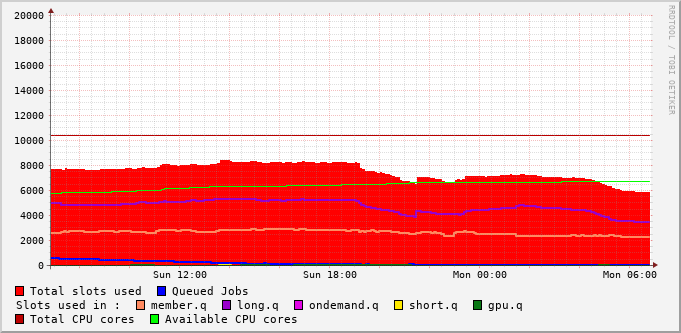 20000
18000
16000
14000
12000
10000
8000
6000
4000
2000
0
Sun 12:00 Sun 18:00 Mon 00:00 Mon 06:00
RRDTOOL / TOBI OETIKER
Total slots used Queued Jobs
Slots used in : member.q long.q ondemand.q short.q gpu.q
Total CPU cores Available CPU cores